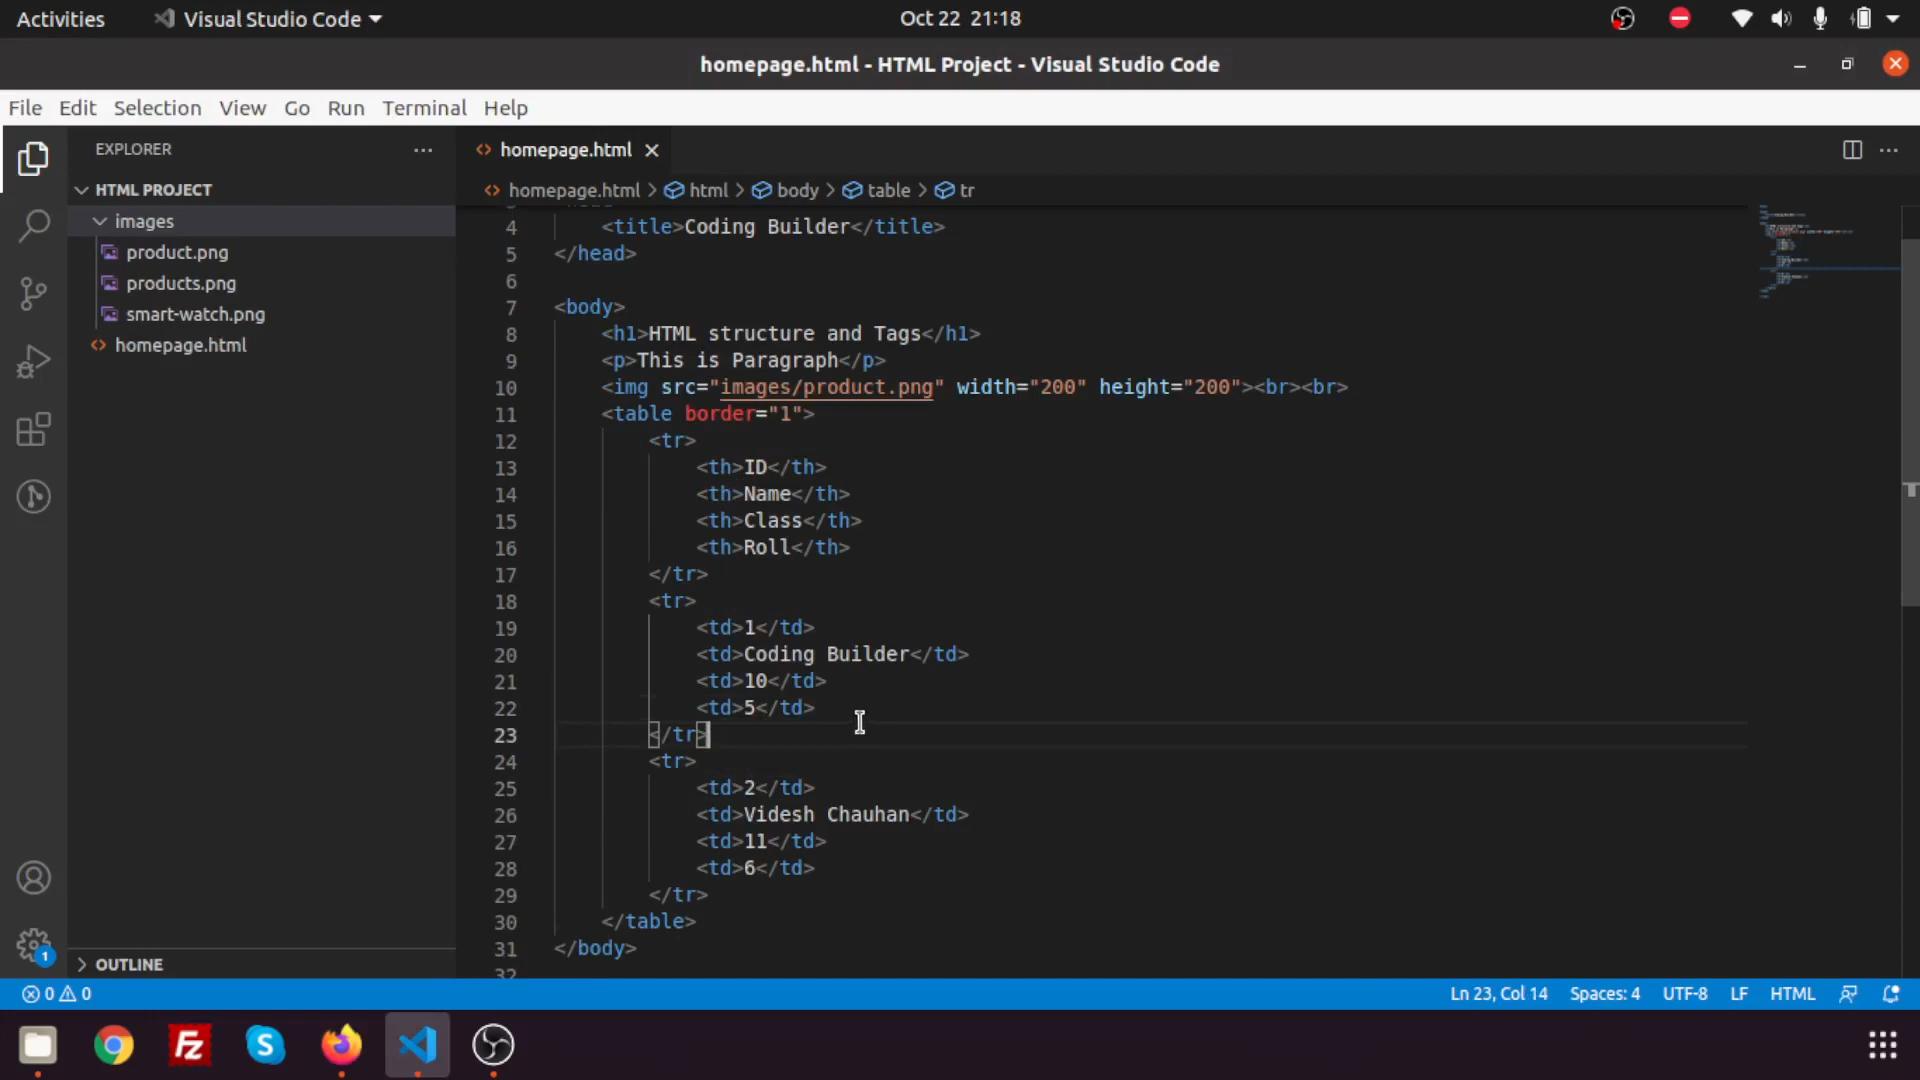 Activities Visual Studio Code Oct 22 21:18
homepage.html - HTML Project - Visual Studio Code
File Edit Selection View Go Run Terminal Help
EXPLORER
HTML PROJECT
images
product.png
products.png
smart-watch.png
homepage.html
OUTLINE
homepage.html
homepage.html > html > body > table > tr
4 <title>Coding Builder</title>
5 </head>
6
7 <body>
8 <h1>HTML structure and Tags</h1>
9 <p>This is Paragraph</p>
10 <img src="images/product.png" width="200" height="200"><br><br>
11 <table border="1">
12 <tr>
13 <th>ID</th>
14 <th>Name</th>
15 <th>Class</th>
16 <th>Roll</th>
17 </tr>
18 <tr>
19 <td>1</td>
20 <td>Coding Builder</td>
21 <td>10</td>
22 <td>5</td>
23 </tr>
24 <tr>
25 <td>2</td>
26 <td>Videsh Chauhan</td>
27 <td>11</td>
28 <td>6</td>
29 </tr>
30 </table>
31 </body>
32
1
0 0 Ln 23, Col 14 Spaces: 4 UTF-8 LF HTML
Fz S